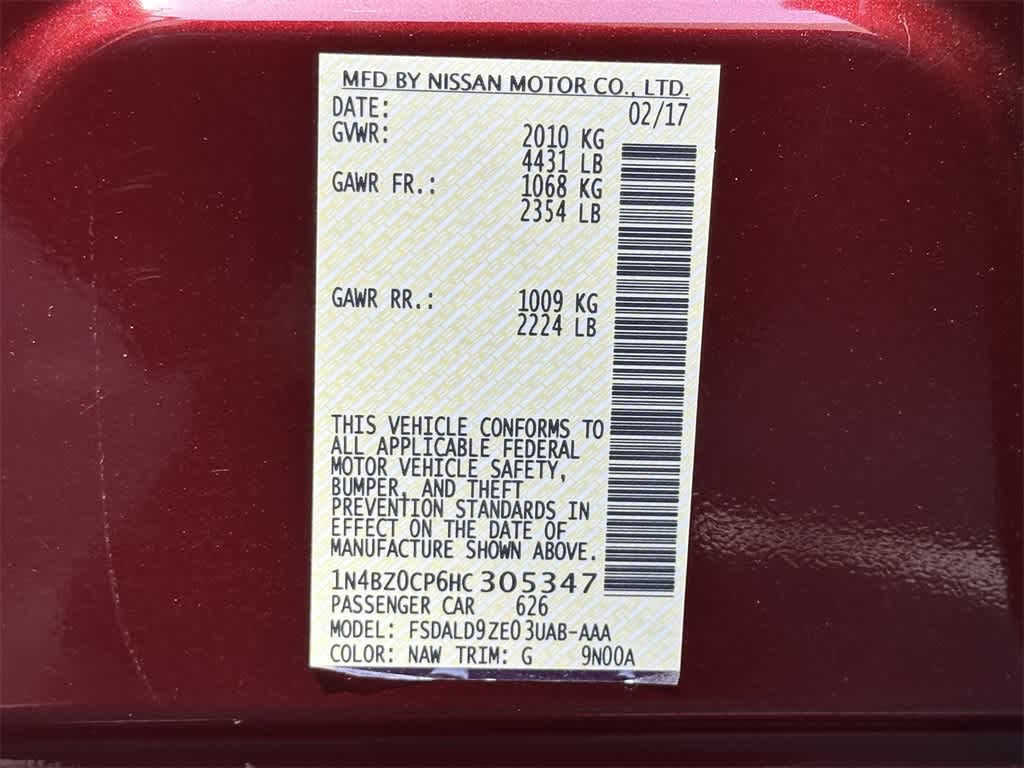 MFD BY NISSAN MOTOR CO., LTD.
DATE: 02/17
GVWR: 2010 KG
4431 LB
GAWR FR.: 1068 KG
2354 LB
GAWR RR.: 1009 KG
2224 LB
THIS VEHICLE CONFORMS TO
ALL APPLICABLE FEDERAL
MOTOR VEHICLE SAFETY,
BUMPER, AND THEFT
PREVENTION STANDARDS IN
EFFECT ON THE DATE OF
MANUFACTURE SHOWN ABOVE.
1N4BZ0CP6HC 305347
PASSENGER CAR 626
MODEL: FSDALD9ZE03UAB-AAA
COLOR: NAW TRIM: G 9N00A